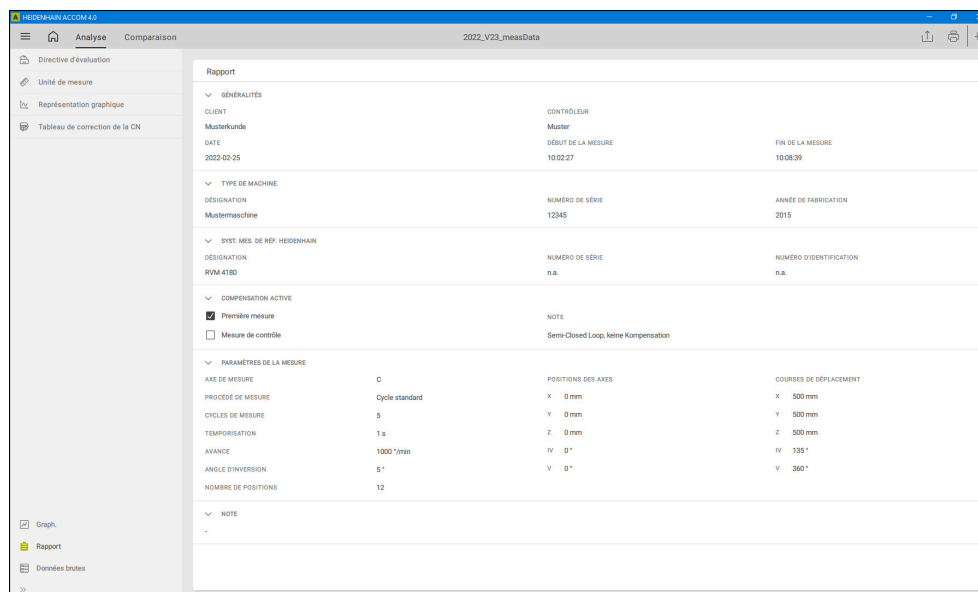 HEIDENHAIN ACCOM 4.0
Analyse Comparaison 2022_V23_measData
Directive d'évaluation
Unité de mesure
Représentation graphique
Tableau de correction de la CN
Rapport
GÉNÉRALITÉS
CLIENT CONTRÔLEUR
Musterkunde Muster
DATE DÉBUT DE LA MESURE FIN DE LA MESURE
2022-02-25 10:02:27 10:08:39
TYPE DE MACHINE
DÉSIGNATION NUMÉRO DE SÉRIE ANNÉE DE FABRICATION
Mustermaschine 12345 2015
SYST. MES. DE RÉF. HEIDENHAIN
DÉSIGNATION NUMÉRO DE SÉRIE NUMÉRO D'IDENTIFICATION
RVM 4180 n.a. n.a.
COMPENSATION ACTIVE
Première mesure NOTE
Mesure de contrôle Semi-Closed Loop, keine Kompensation
PARAMÈTRES DE LA MESURE
AXE DE MESURE C POSITIONS DES AXES COURSES DE DÉPLACEMENT
PROCÉDÉ DE MESURE Cycle standard X 0 mm X 500 mm
CYCLES DE MESURE 5 Y 0 mm Y 500 mm
TEMPORISATION 1 s Z 0 mm Z 500 mm
AVANCE 1000 °/min IV 0 ° IV 135 °
ANGLE D'INVERSION 5 ° V 0 ° V 360 °
NOMBRE DE POSITIONS 12
NOTE
-
Graph.
Rapport
Données brutes